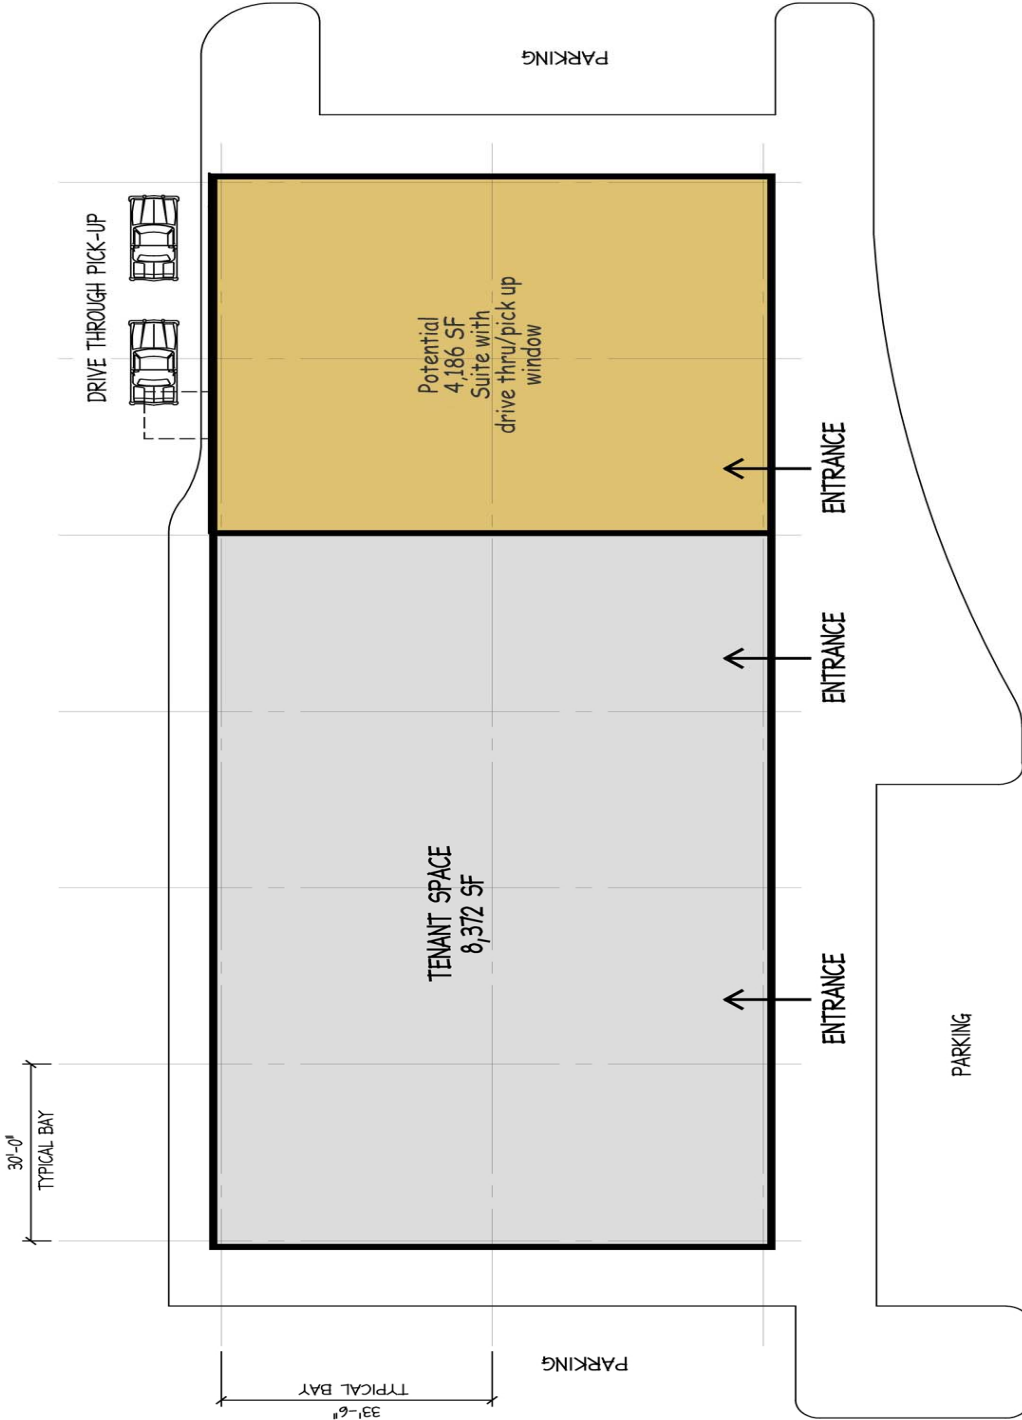 PARKING
DRIVE THROUGH PICK-UP
Potential
4,186 SF
Suite with
drive thru/pick up
window
ENTRANCE
ENTRANCE
TENANT SPACE
8,372 SF
ENTRANCE
PARKING
30'-0"
TYPICAL BAY
PARKING
TYPICAL BAY
33'-6"